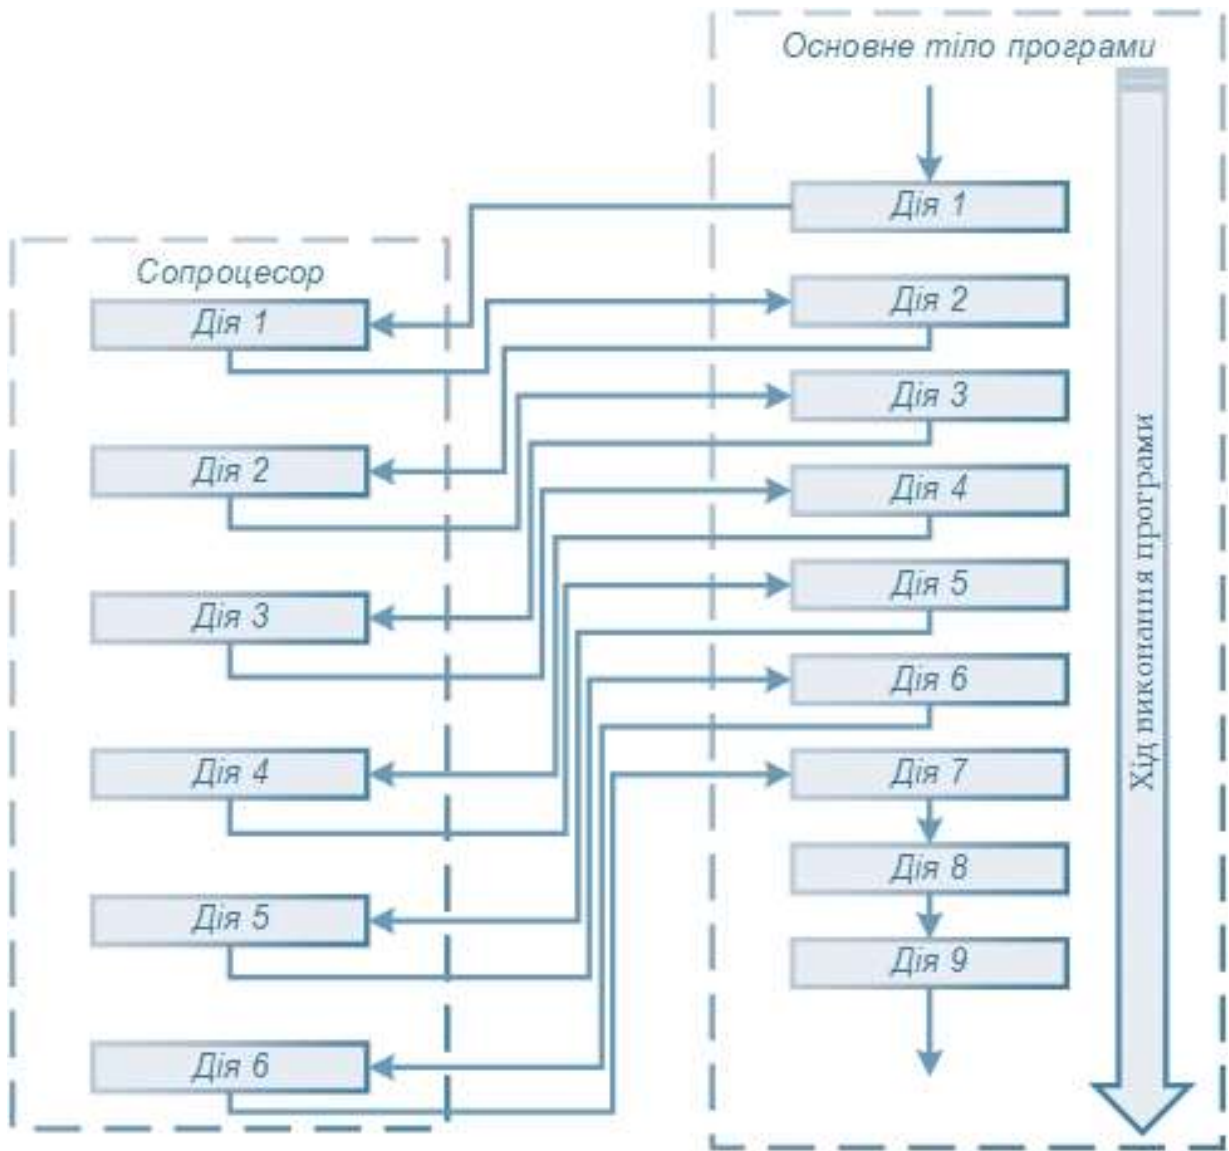 Основне тіло програми
Дія 1
Дія 2
Дія 3
Дія 4
Дія 5
Дія 6
Дія 7
Дія 8
Дія 9
Хід виконання програми
Сопроцесор
Дія 1
Дія 2
Дія 3
Дія 4
Дія 5
Дія 6